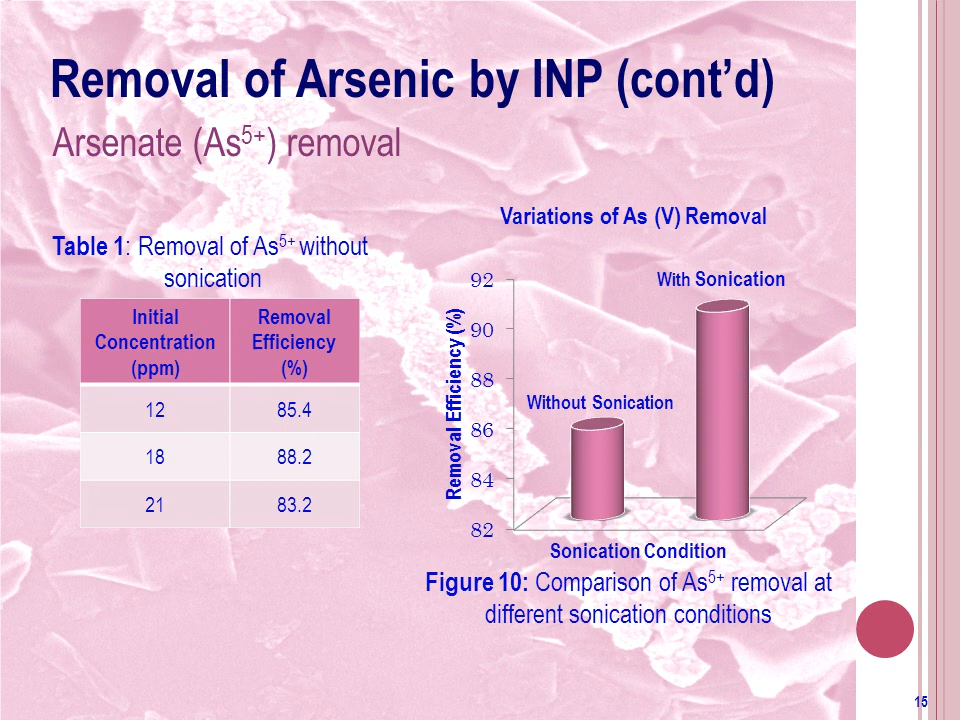 Removal of Arsenic by INP (cont’d)
Arsenate (As5+) removal
Table 1: Removal of As5+ without
sonication
Initial
Concentration
(ppm)
Removal
Efficiency
(%)
12 85.4
18 88.2
21 83.2
Variations of As (V) Removal
Removal Efficiency (%)
92
90
88
86
84
82
With Sonication
Without Sonication
Sonication Condition
Figure 10: Comparison of As5+ removal at
different sonication conditions
15